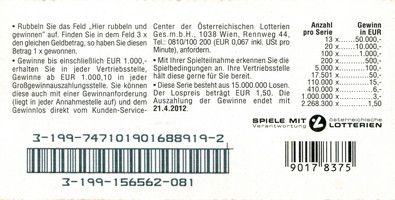 • Rubbeln Sie das Feld „Hier rubbeln und
gewinnen" auf. Finden Sie in dem Feld 3 x
den gleichen Geldbetrag, so haben Sie diesen
Betrag 1 x gewonnen.
• Gewinne bis einschließlich EUR 1.000,-
erhalten Sie in jeder Vertriebsstelle,
Gewinne ab EUR 1.000,10 in jeder
Großgewinnauszahlungsstelle. Sie können
diese auch mit einer Gewinnanforderung
(liegt in jeder Annahmestelle auf) und dem
Gewinnlos direkt vom Kunden-Service-
Center der Österreichischen Lotterien
Ges.m.b.H., 1038 Wien, Rennweg 44,
Tel.: 0810/100 200 (EUR 0,067 inkl. USt pro
Minute), anfordern.
• Mit Ihrer Spielteilnahme erkennen Sie die
Spielbedingungen an. Ihre Vertriebsstelle
hält diese gerne für Sie bereit.
• Diese Serie besteht aus 15.000.000 Losen.
Der Lospreis beträgt EUR 1,50. Die
Auszahlung der Gewinne endet mit
21.4.2012.
Anzahl pro Serie Gewinne in EUR
13 x 50.000,-
20 x 10.000,-
100 x 1.000,-
200 x 500,-
5.000 x 100,-
17.501 x 50,-
110.000 x 10,-
410.000 x 6,-
1.000.000 x 3,-
2.268.300 x 1,50
3-199-747101901688919-2
3-199-156562-081
SPIELE MIT
Verantwortung
österreichische
LOTTERIEN
9017 8375